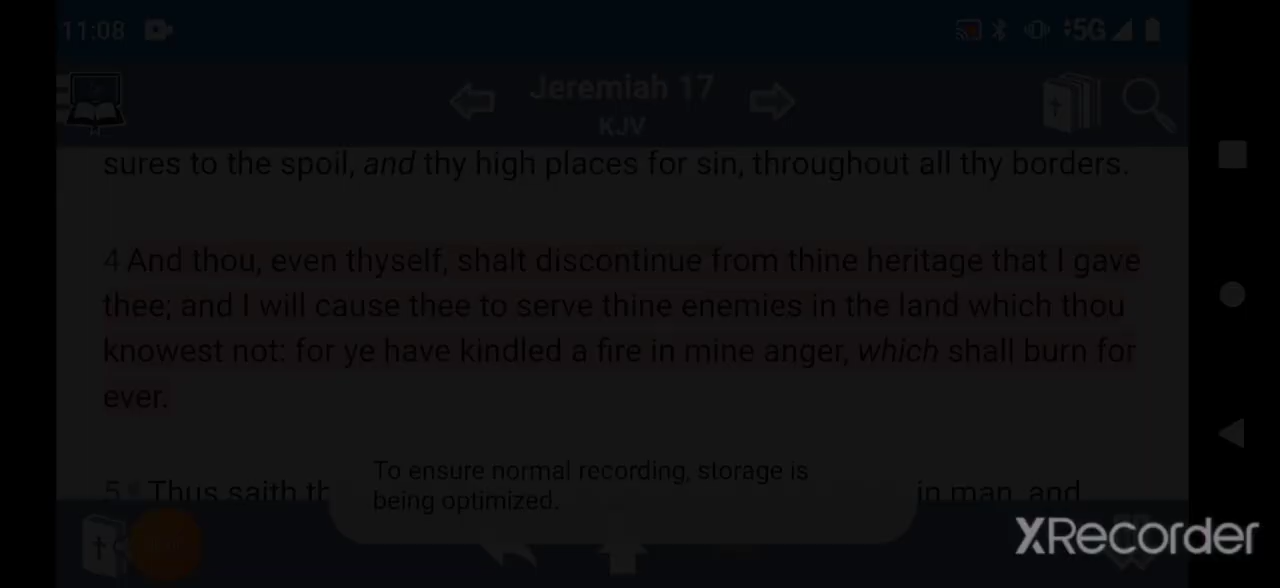 11:08 5G
Jeremiah 17
KJV
sures to the spoil, and thy high places for sin, throughout all thy borders.
4 And thou, even thyself, shalt discontinue from thine heritage that I gave
thee; and I will cause thee to serve thine enemies in the land which thou
knowest not: for ye have kindled a fire in mine anger, which shall burn for
ever.
To ensure normal recording, storage is
being optimized.
5 Thus saith th in man, and
XRecorder